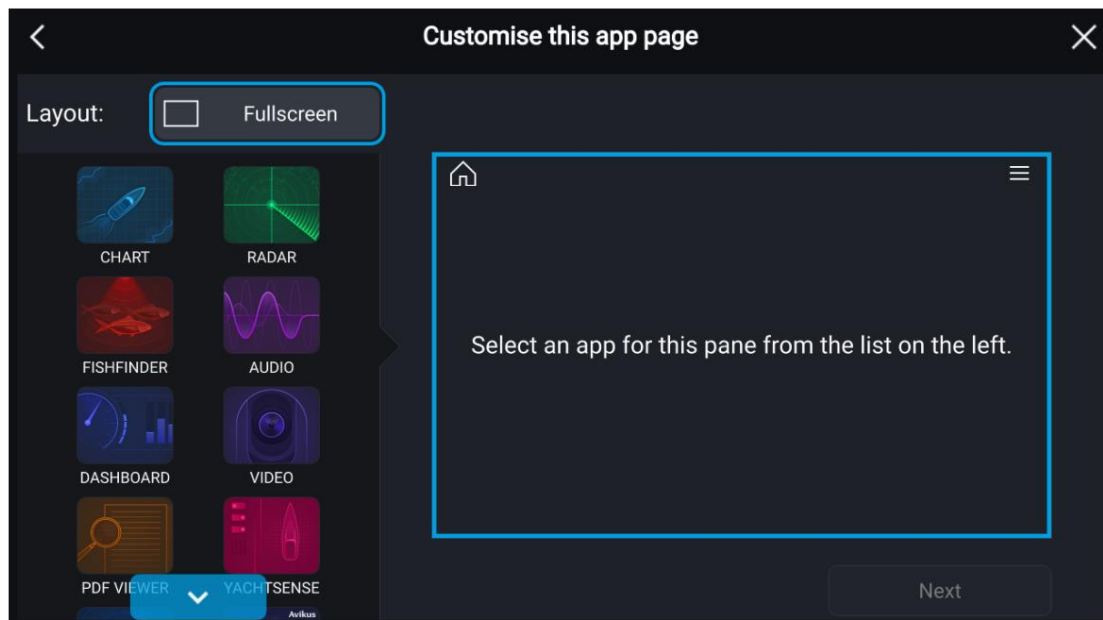 Customise this app page
Layout:
Fullscreen
CHART
RADAR
FISHFINDER
AUDIO
DASHBOARD
VIDEO
PDF VIEWER
YACHTSENSE
Avikus
Select an app for this pane from the list on the left.
Next